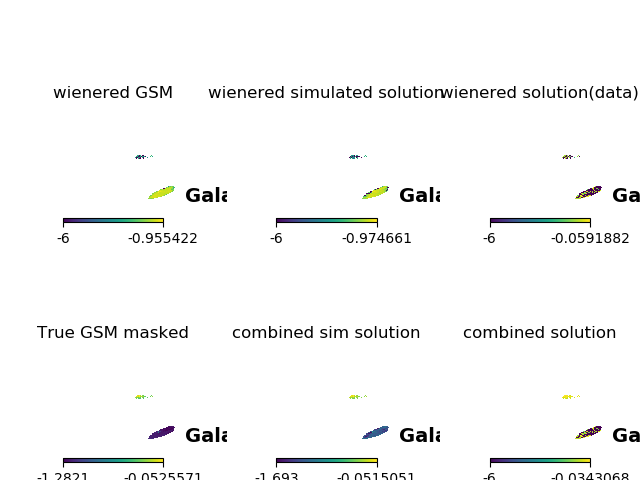 wienered GSM
wienered simulated solution
wienered solution(data)
Gala
Gala
Ga
-6 -0.955422
-6 -0.974661
-6 -0.0591882
True GSM masked
combined sim solution
combined solution
Gala
Gala
Ga
-1.2821 -0.0525571
-1.693 -0.0515051
-6 -0.0343068